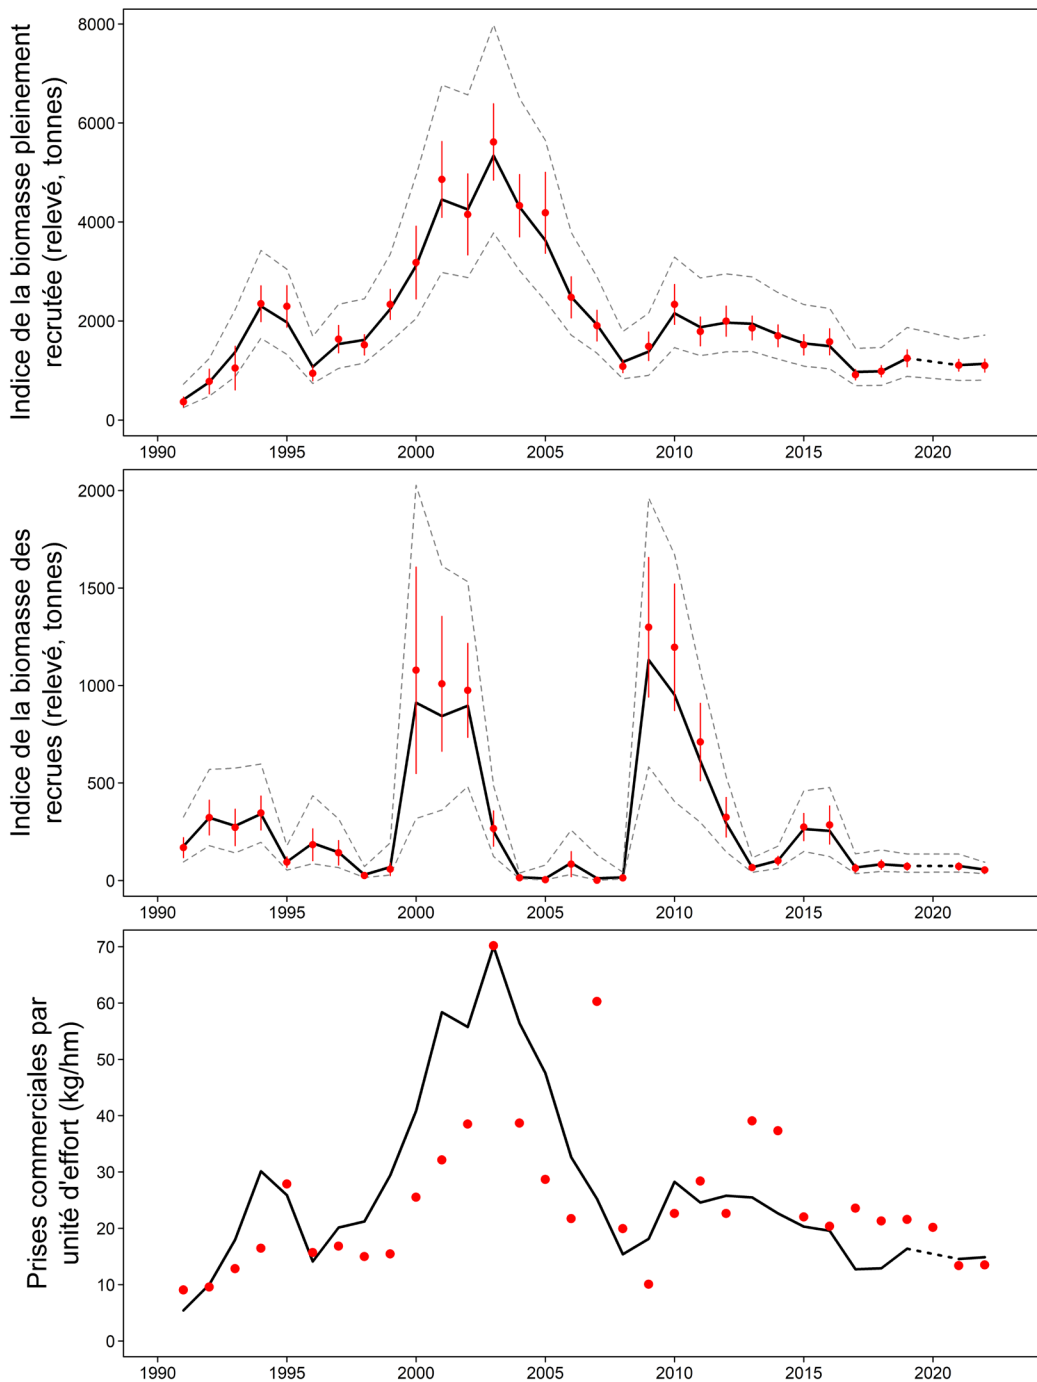 Indice de la biomasse pleinement
recrutée (relevé, tonnes)
8000
6000
4000
2000
0
1990 1995 2000 2005 2010 2015 2020
Indice de la biomasse des
recrues (relevé, tonnes)
2000
1500
1000
500
0
1990 1995 2000 2005 2010 2015 2020
Prises commerciales par
unité d'effort (kg/hm)
70
60
50
40
30
20
10
0
1990 1995 2000 2005 2010 2015 2020